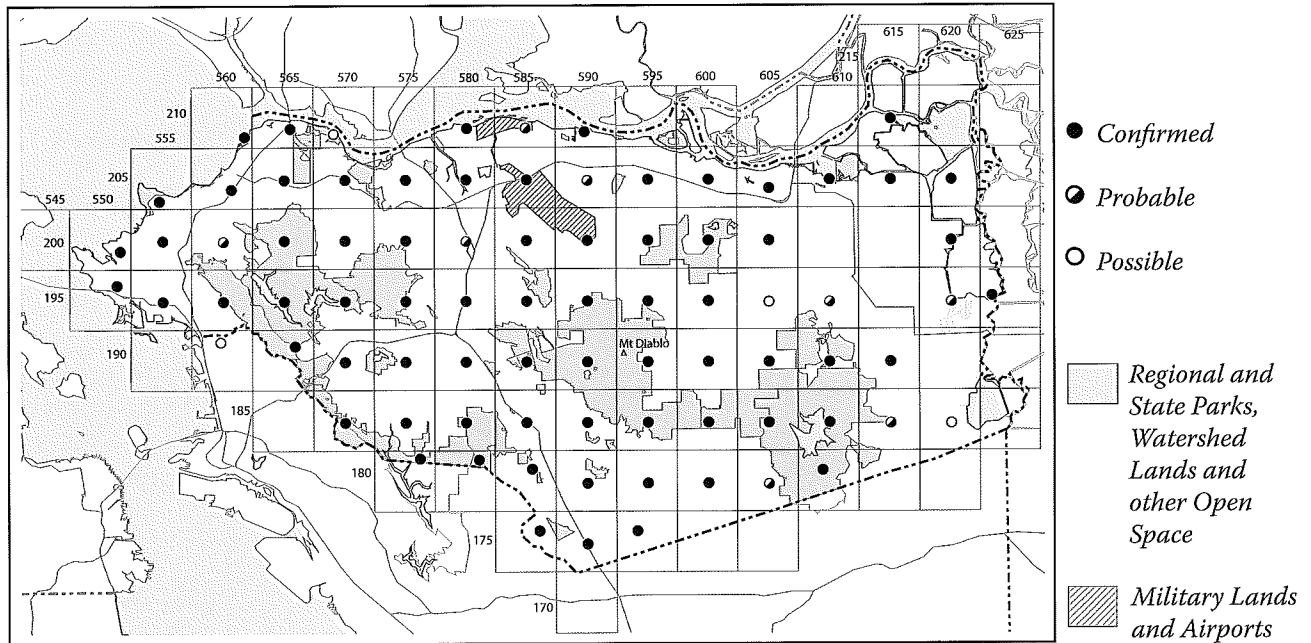 615
620
625
215
560
565
570
575
580
585
590
595
600
605
610
210
555
205
545
550
200
195
190
Mt Diablo
185
180
175
170
Confirmed
Probable
Possible
Regional and
State Parks,
Watershed
Lands and
other Open
Space
Military Lands
and Airports